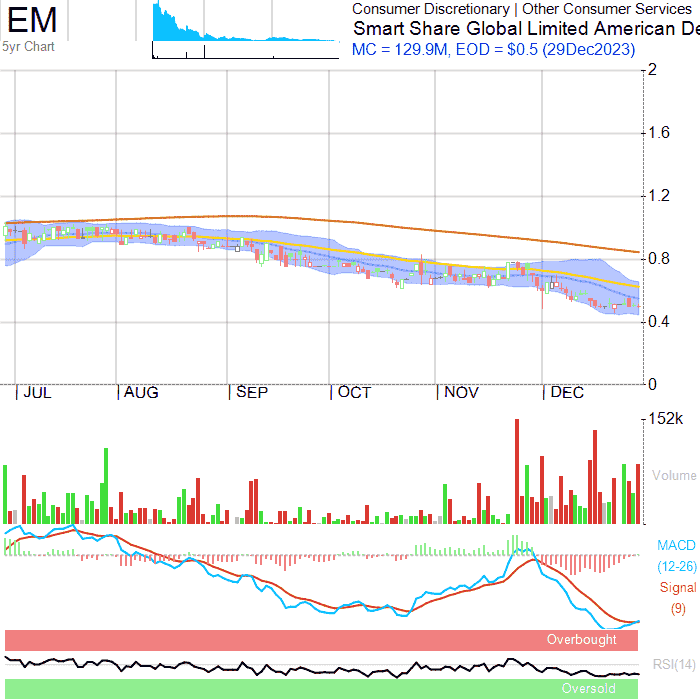 EM
5yr Chart
Consumer Discretionary | Other Consumer Services
Smart Share Global Limited American De
MC = 129.9M, EOD = $0.5 (29Dec2023)
2
1.6
1.2
0.8
0.4
0
JUL AUG SEP OCT NOV DEC
152k
Volume
MACD
(12-26)
Signal
(9)
Overbought
RSI(14)
Oversold